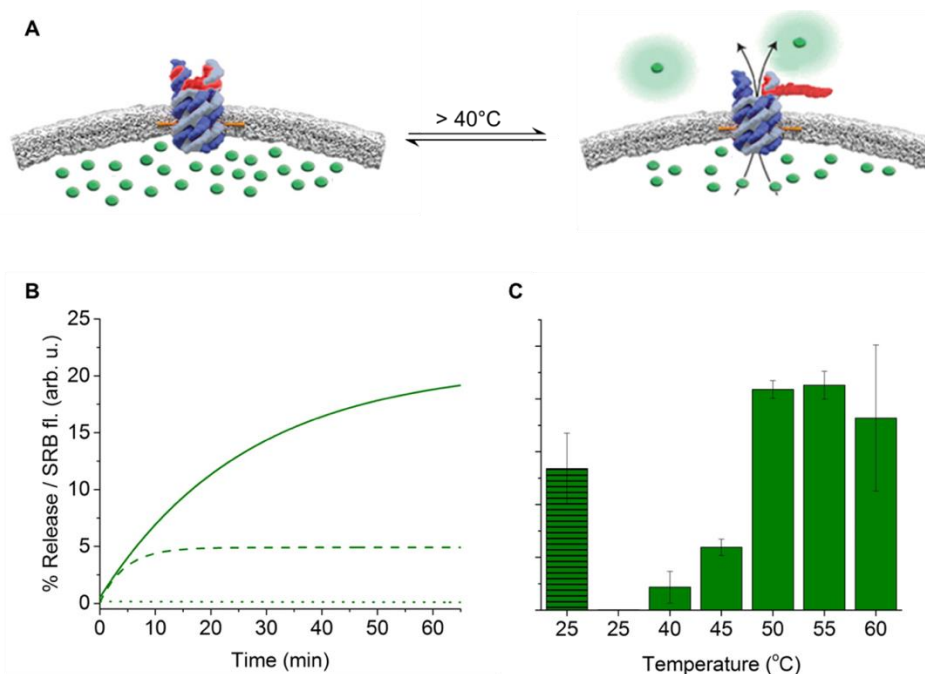 A
> 40°C
B
25
20
15
10
5
0
% Release / SRB fl. (arb. u.)
0 10 20 30 40 50 60
Time (min)
C
25 25 40 45 50 55 60
Temperature (°C)